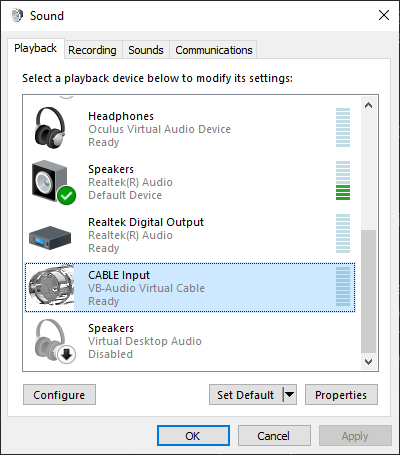 Sound
Playback
Recording
Sounds
Communications
Select a playback device below to modify its settings:
Headphones
Oculus Virtual Audio Device
Ready
Speakers
Realtek(R) Audio
Default Device
Realtek Digital Output
Realtek(R) Audio
Ready
CABLE Input
VB-Audio Virtual Cable
Ready
Speakers
Virtual Desktop Audio
Disabled
Configure
Set Default
Properties
OK
Cancel
Apply